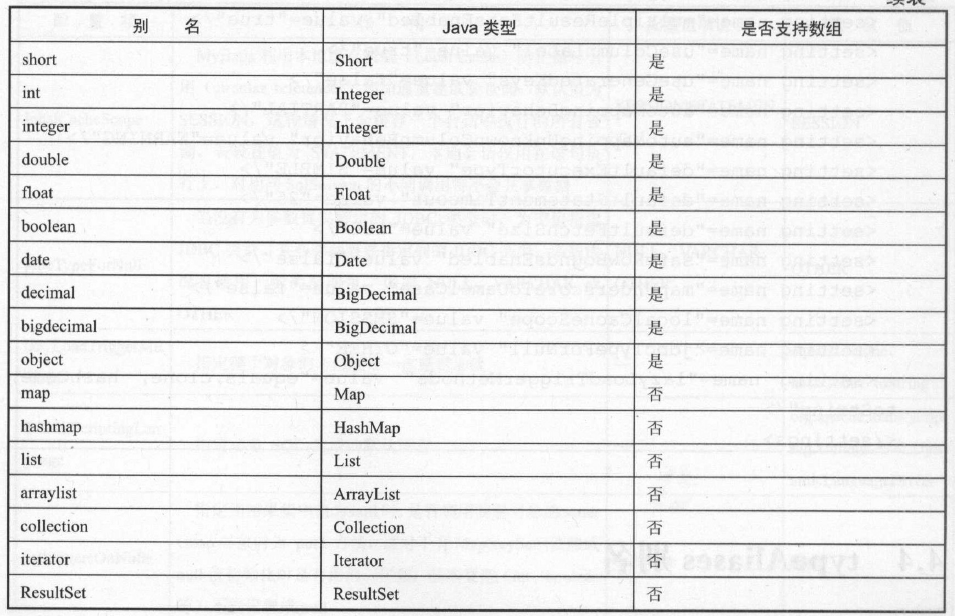 续表
别 名 Java 类型 是否支持数组
short Short 是
int Integer 是
integer Integer 是
double Double 是
float Float 是
boolean Boolean 是
date Date 是
decimal BigDecimal 是
bigdecimal BigDecimal 是
object Object 是
map Map 否
hashmap HashMap 否
list List 否
arraylist ArrayList 否
collection Collection 否
iterator Iterator 否
ResultSet ResultSet 否